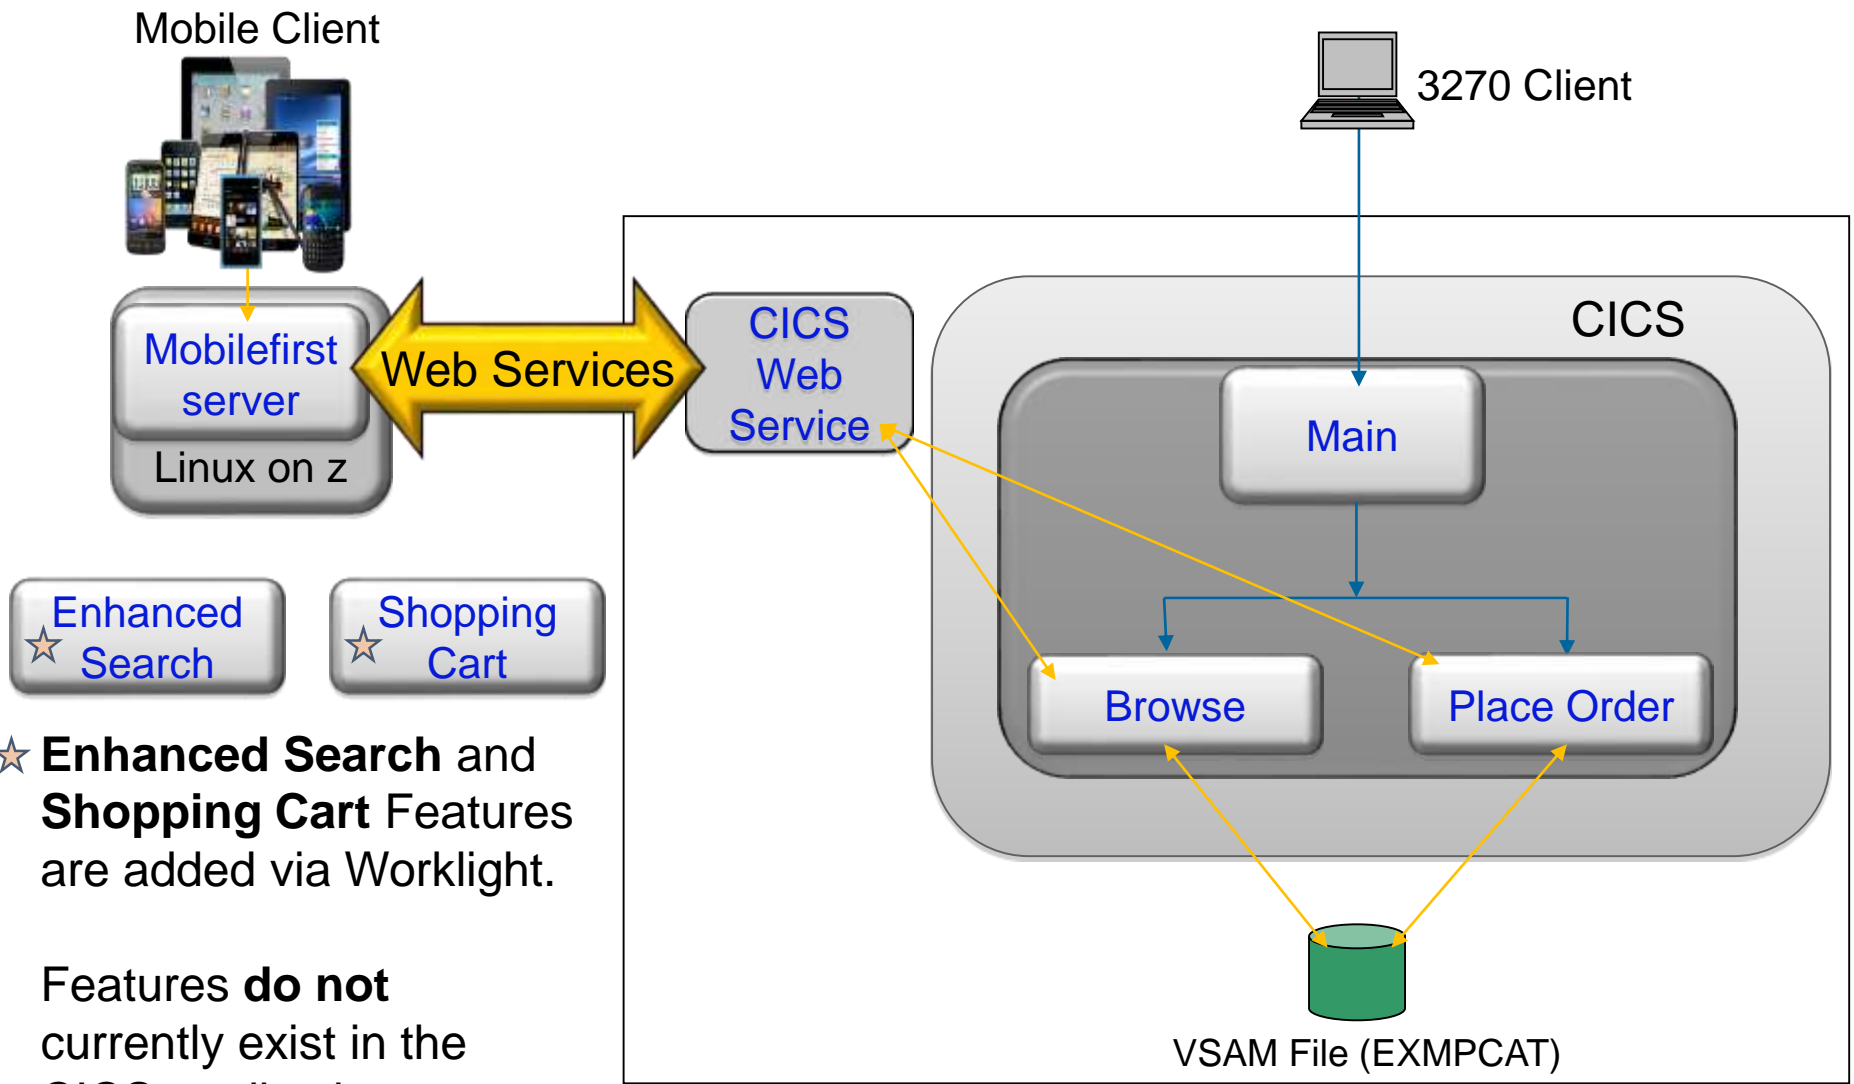 Mobile Client
3270 Client
CICS
Mobilefirst
server
Linux on z
Web Services
CICS
Web
Service
Main
Enhanced
Search
Shopping
Cart
Browse
Place Order
Enhanced Search and
Shopping Cart Features
are added via Worklight.
Features do not
currently exist in the
VSAM File (EXMPCAT)